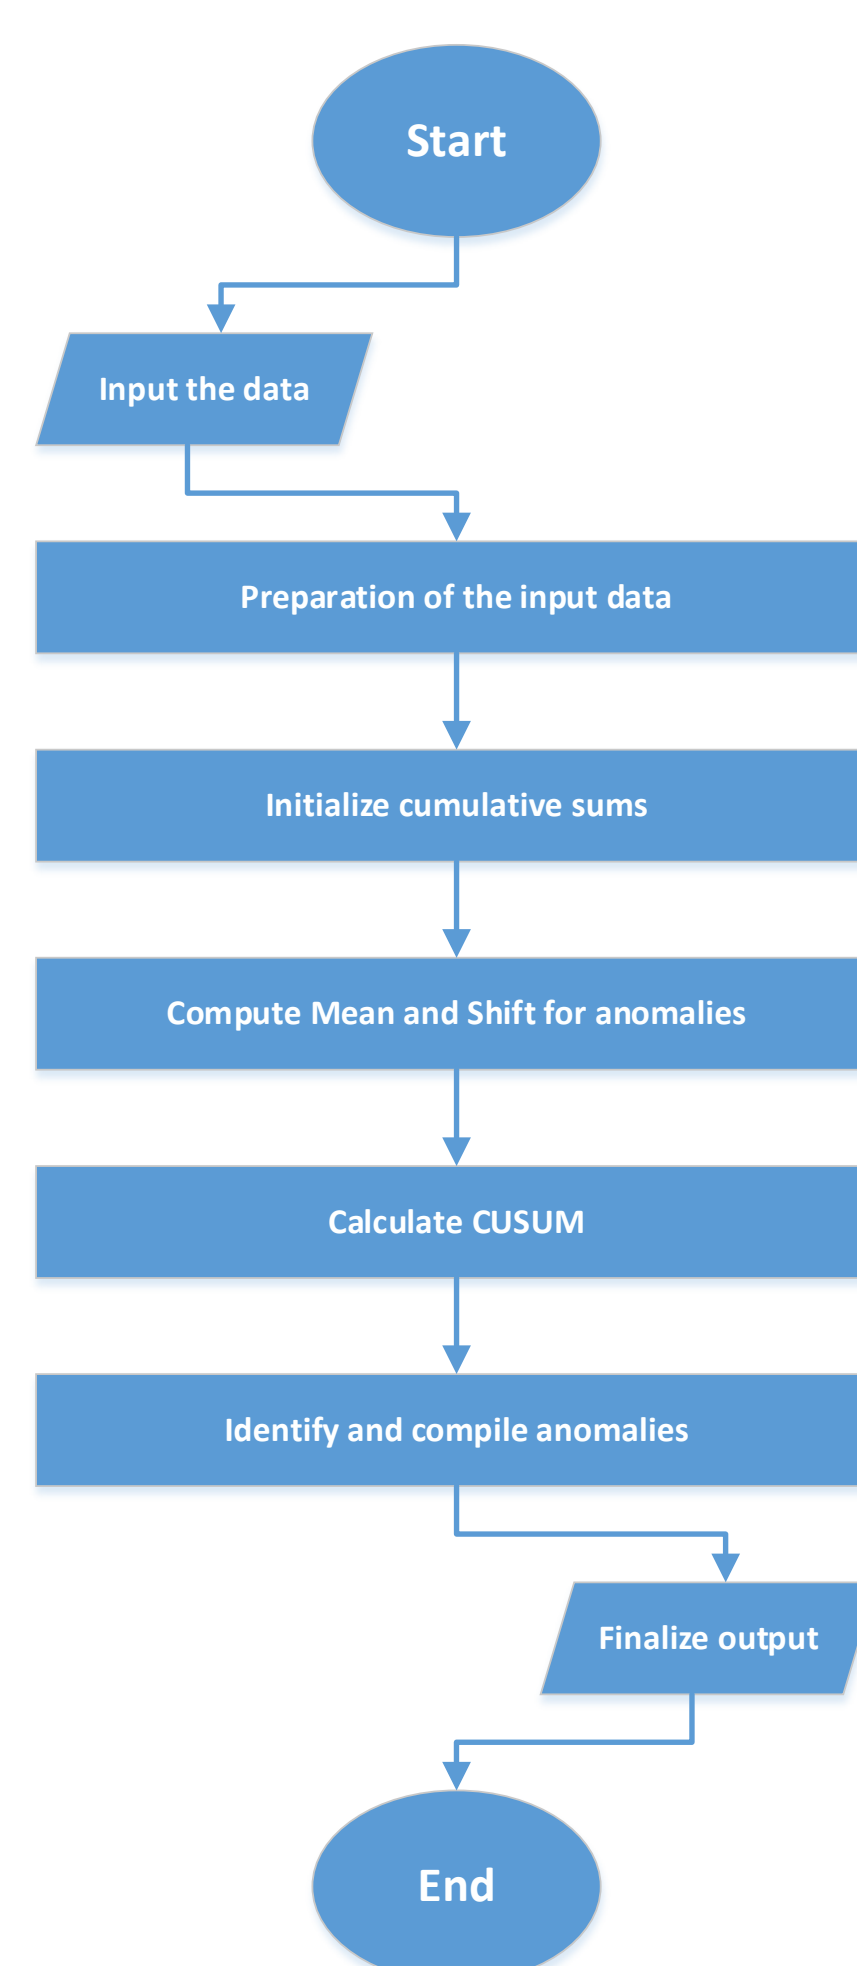 Start
Input the data
Preparation of the input data
Initialize cumulative sums
Compute Mean and Shift for anomalies
Calculate CUSUM
Identify and compile anomalies
Finalize output
End